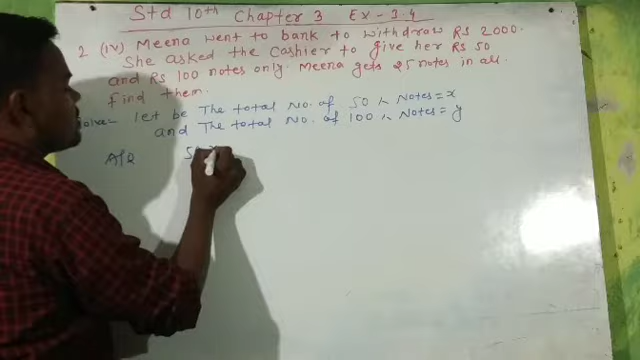 Std 10th Chapter 3 Ex - 3.4
2 (iv) Meena went to bank to withdraw Rs 2000.
She asked the Cashier to give her Rs 50
and Rs 100 notes only. Meena gets 25 notes in all.
find them.
let be The total No. of 50 Notes = x
and The total No. of 100 Notes = y
A/Q 50